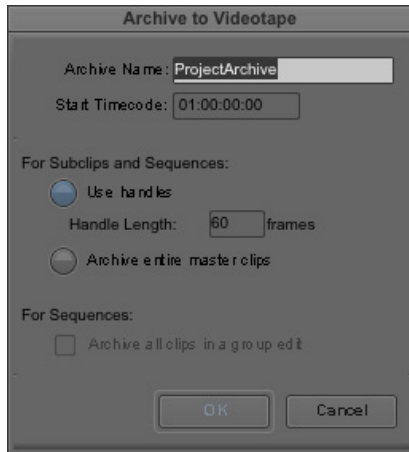 Archive to Videotape
Archive Name: ProjectArchive
Start Timecode: 01:00:00:00
For Subclips and Sequences:
Use handles
Handle Length: 60 frames
Archive entire master clips
For Sequences:
Archive all clips in a group edit
OK Cancel